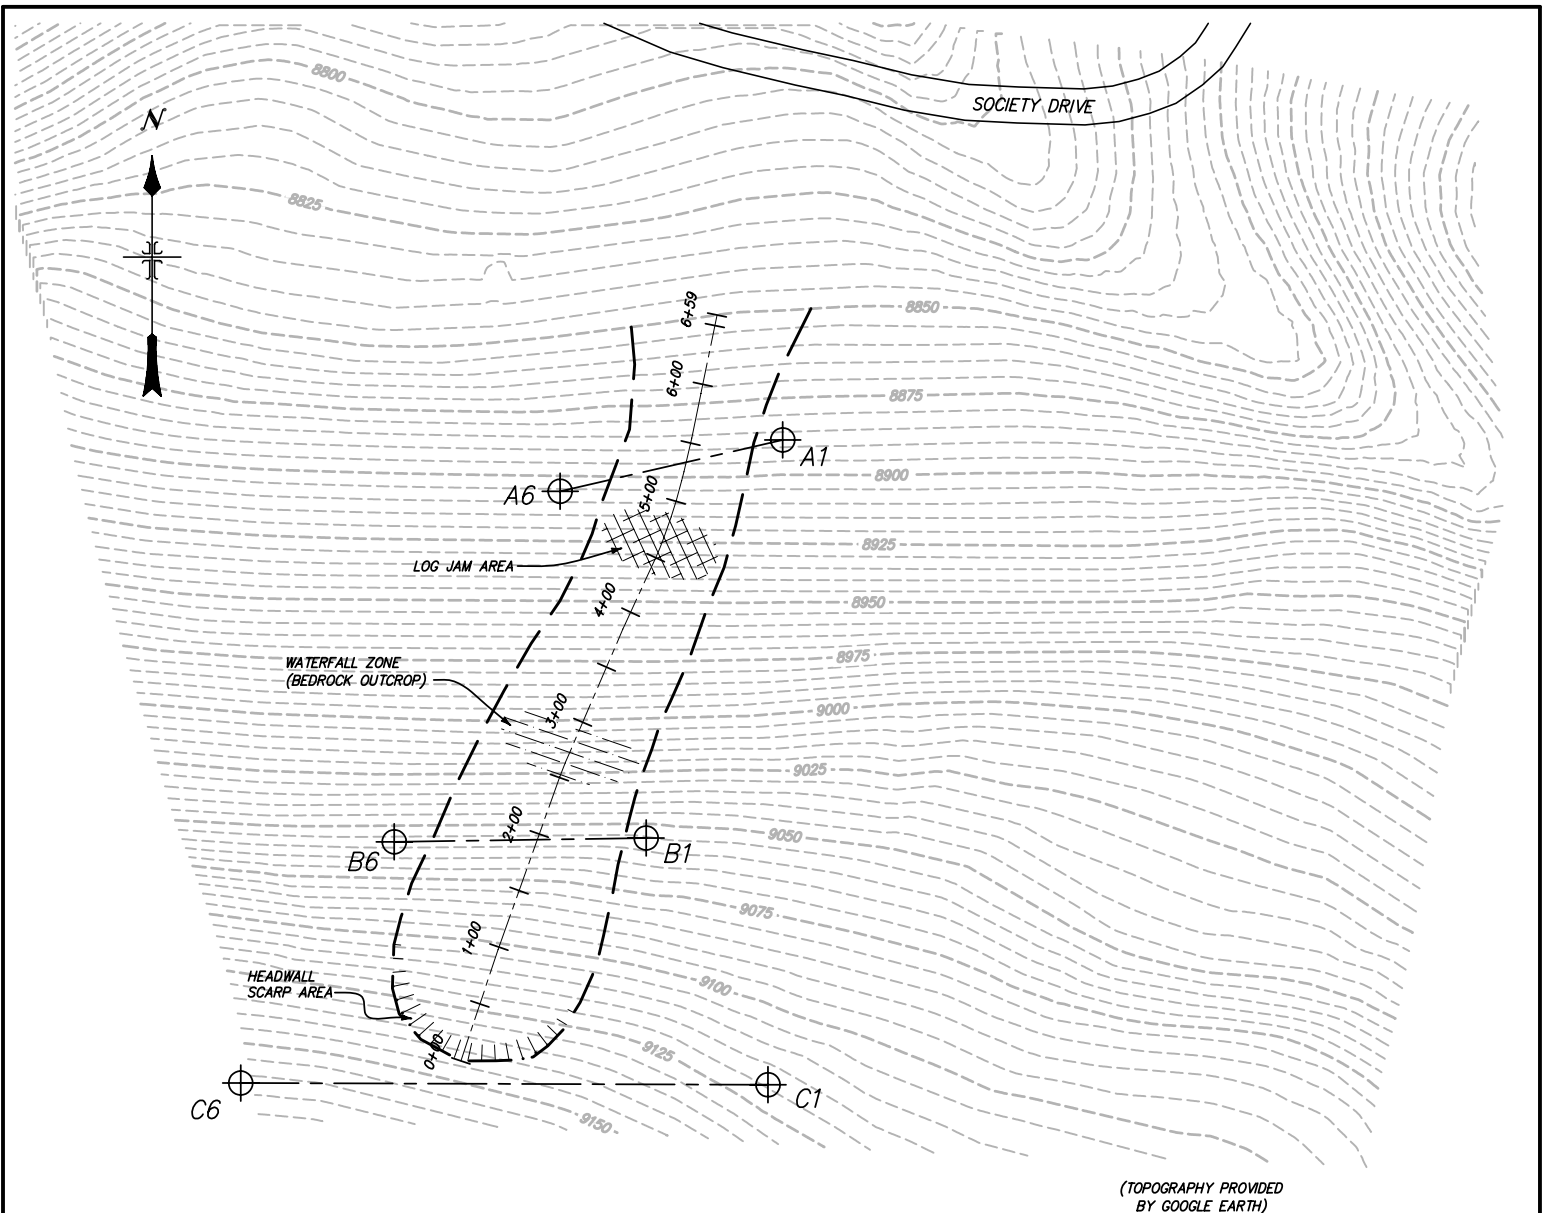 8800
SOCIETY DRIVE
N
8825
6+59
8850
6+00
8875
A1
8900
5+00
A6
8925
LOG JAM AREA
4+00
8950
8975
WATERFALL ZONE
(BEDROCK OUTCROP)
3+00
9000
9025
2+00
9050
B6
B1
9075
1+00
HEADWALL
SCARP AREA
9100
0+00
9125
C6
C1
9150
(TOPOGRAPHY PROVIDED
BY GOOGLE EARTH)